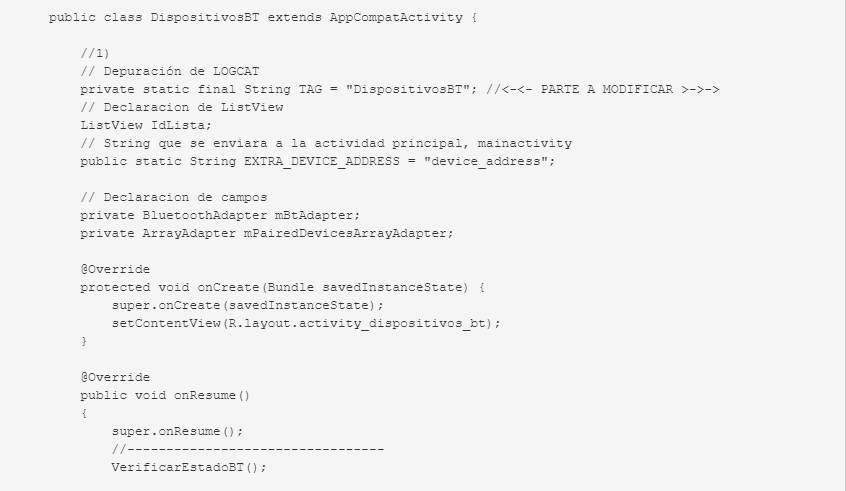 public class DispositivosBT extends AppCompatActivity {
//1)
// Depuración de LOGCAT
private static final String TAG = "DispositivosBT"; //<-<- PARTE A MODIFICAR >->->
// Declaracion de ListView
ListView IdLista;
// String que se enviara a la actividad principal, mainactivity
public static String EXTRA_DEVICE_ADDRESS = "device_address";
// Declaracion de campos
private BluetoothAdapter mBtAdapter;
private ArrayAdapter mPairedDevicesArrayAdapter;
@Override
protected void onCreate(Bundle savedInstanceState) {
super.onCreate(savedInstanceState);
setContentView(R.layout.activity_dispositivos_bt);
}
@Override
public void onResume()
{
super.onResume();
//---------------------------------
VerificarEstadoBT();